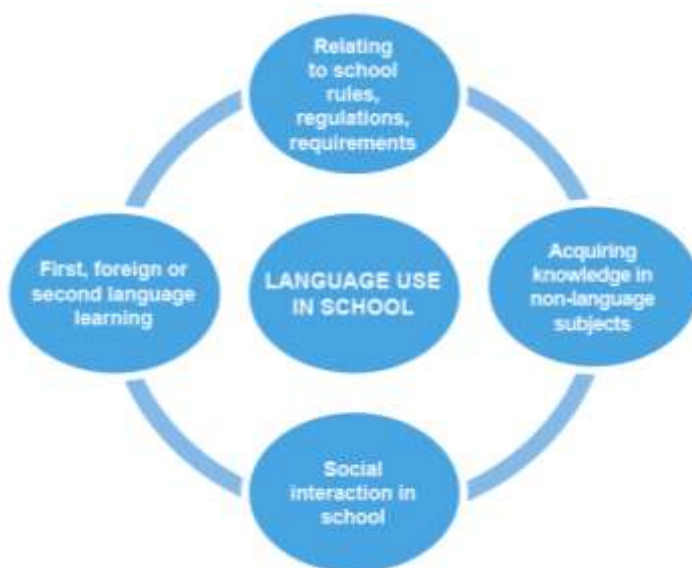 Relating
to school
rules,
regulations,
requirements
First, foreign or
second language
learning
LANGUAGE USE
IN SCHOOL
Acquiring
knowledge in
non-language
subjects
Social
interaction in
school